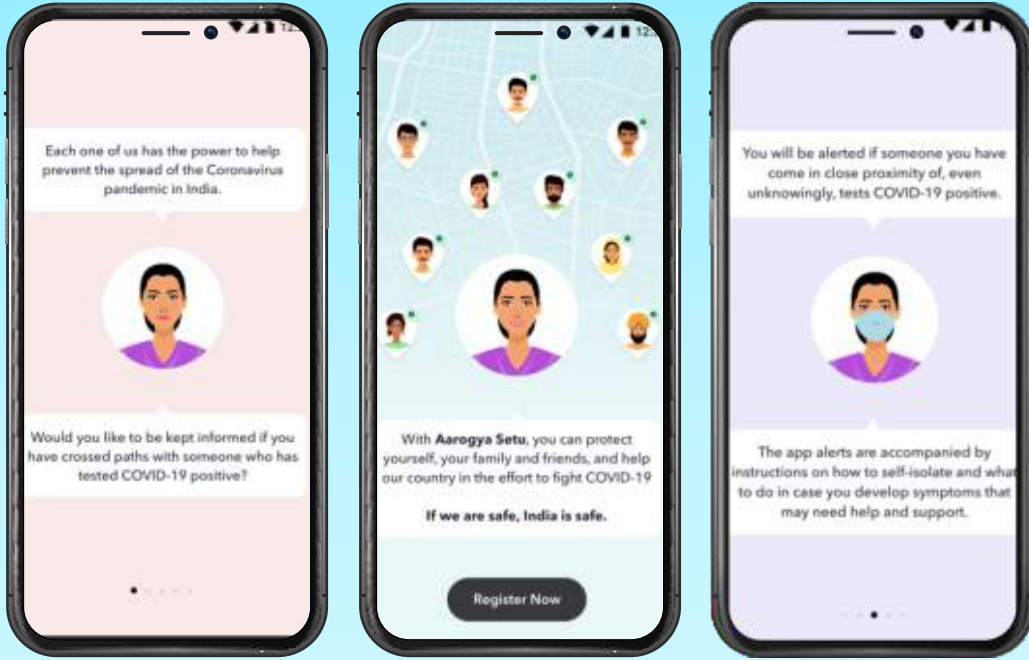 Each one of us has the power to help
prevent the spread of the Coronavirus
pandemic in India.
Would you like to be kept informed if you
have crossed paths with someone who has
tested COVID-19 positive?
12:
With Aarogya Setu, you can protect
yourself, your family and friends, and help
our country in the effort to fight COVID-19
If we are safe, India is safe.
Register Now
You will be alerted if someone you have
come in close proximity of, even
unknowingly, tests COVID-19 positive.
The app alerts are accompanied by
instructions on how to self-isolate and what
to do in case you develop symptoms that
may need help and support.